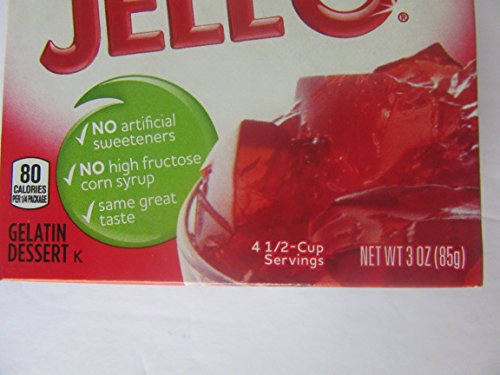 JELL-O®
✓NO artificial
sweeteners
✓NO high fructose
corn syrup
✓same great
taste
80
CALORIES
PER 1/4 PACKAGE
GELATIN
DESSERT K
4 1/2-Cup
Servings
NET WT 3 OZ (85g)